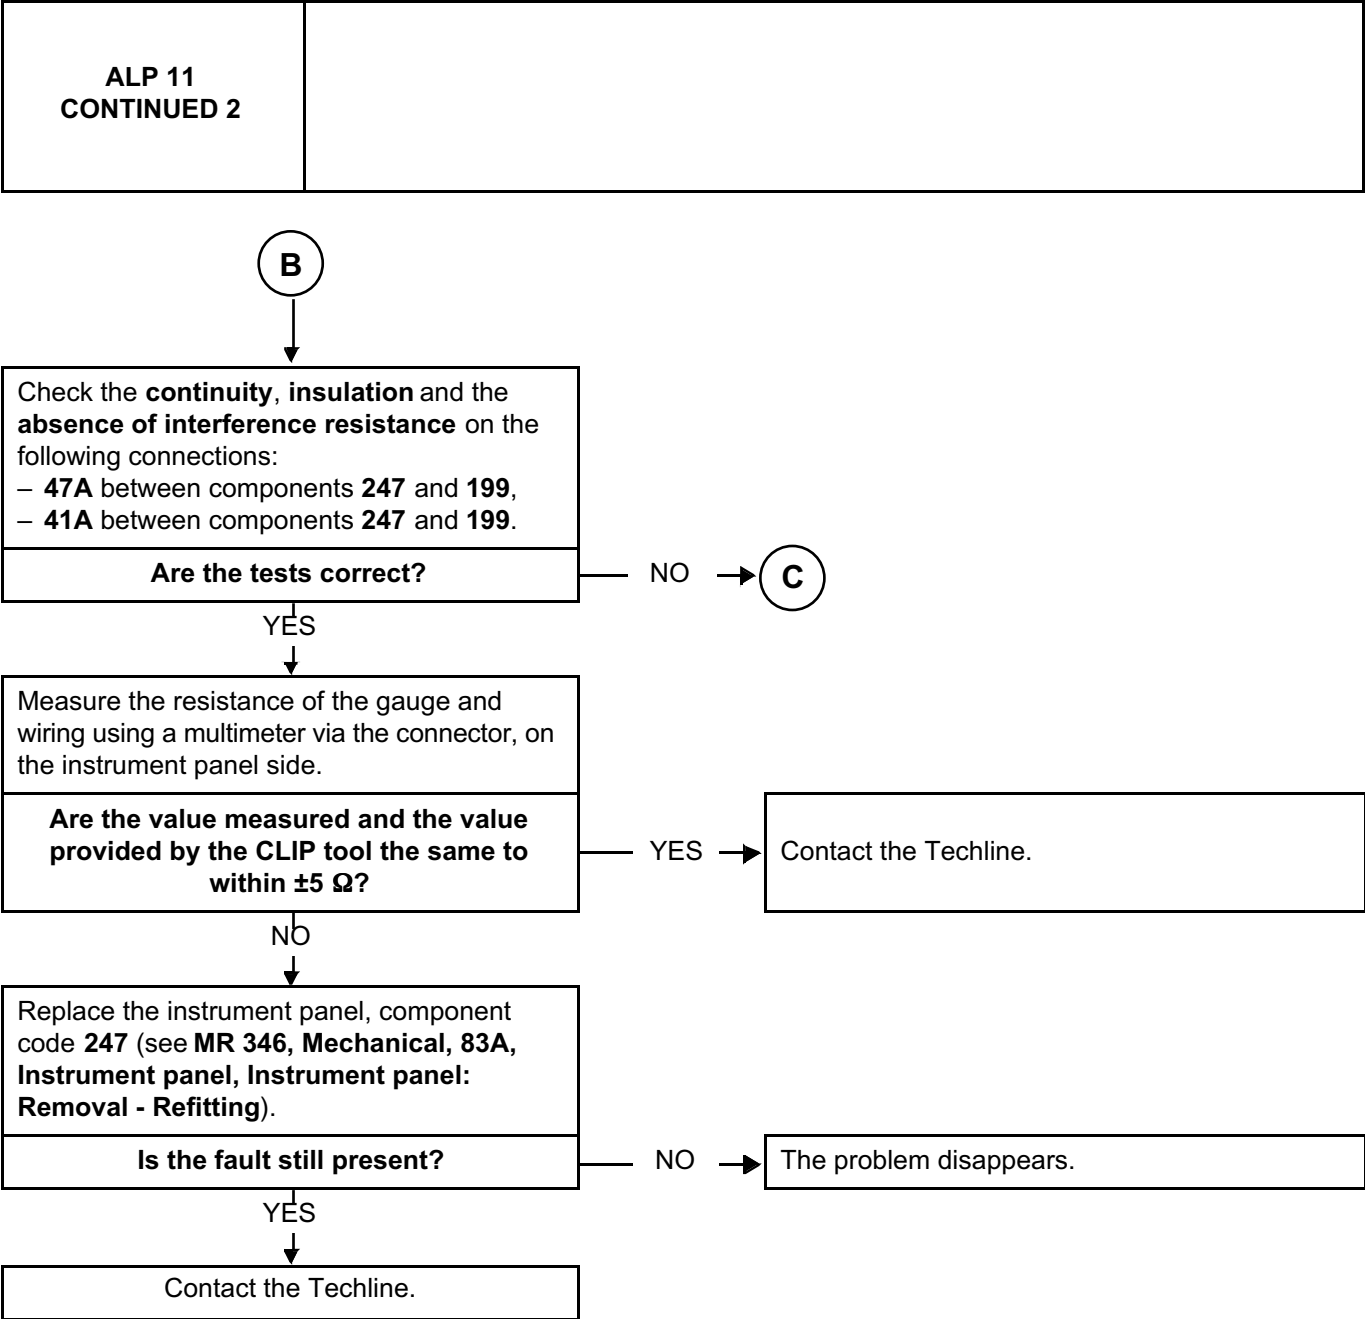 ALP 11
CONTINUED 2
B
Check the continuity, insulation and the
absence of interference resistance on the
following connections:
– 47A between components 247 and 199,
– 41A between components 247 and 199.
Are the tests correct?
NO
C
YES
Measure the resistance of the gauge and
wiring using a multimeter via the connector, on
the instrument panel side.
Are the value measured and the value
provided by the CLIP tool the same to
within ±5 Ω?
YES
Contact the Techline.
NO
Replace the instrument panel, component
code 247 (see MR 346, Mechanical, 83A,
Instrument panel, Instrument panel:
Removal - Refitting).
Is the fault still present?
NO
The problem disappears.
YES
Contact the Techline.